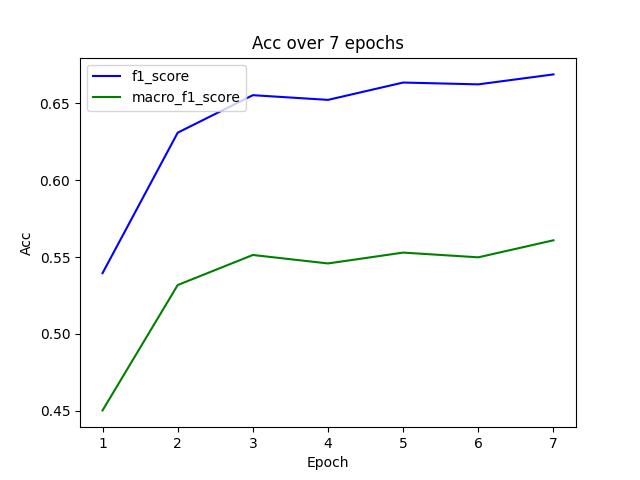 Acc over 7 epochs
f1_score
macro_f1_score
0.65
0.60
0.55
0.50
0.45
Acc
1 2 3 4 5 6 7
Epoch